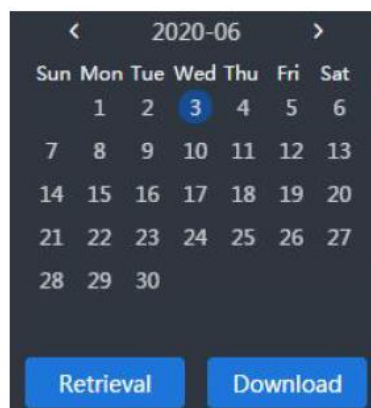 < 2020-06 >
Sun Mon Tue Wed Thu Fri Sat
1 2 3 4 5 6
7 8 9 10 11 12 13
14 15 16 17 18 19 20
21 22 23 24 25 26 27
28 29 30
Retrieval Download